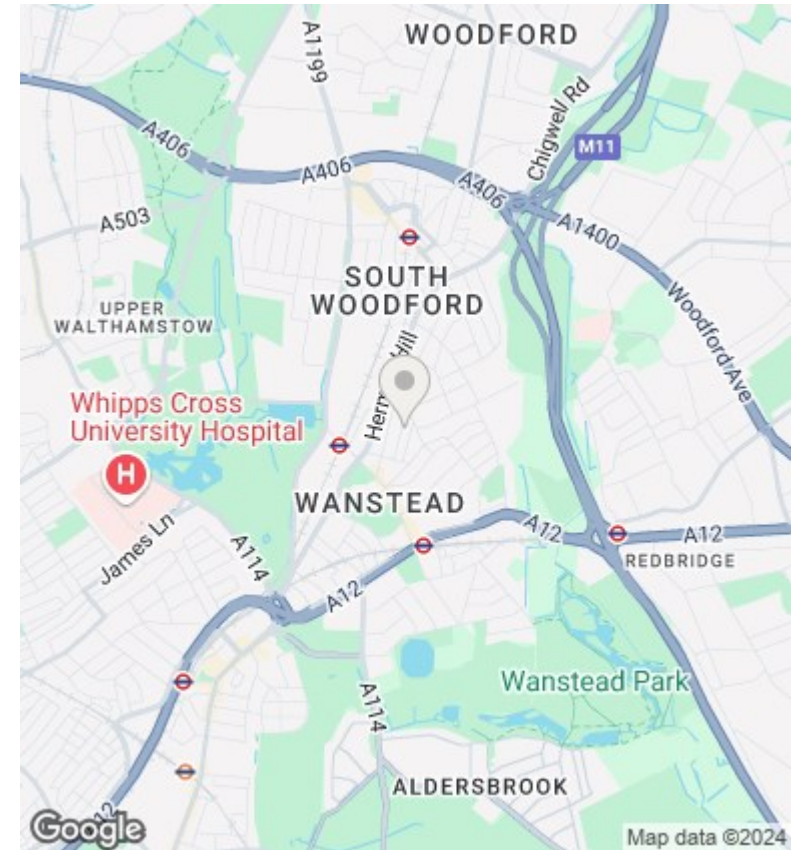 WOODFORD
A1199
Chigwell Rd
M11
A406
A406
A406
A503
A1400
SOUTH
WOODFORD
Woodford Ave
UPPER
WALTHAMSTOW
Whipps Cross
University Hospital
H
WANSTEAD
James Ln
A114
A12
A12
A12
REDBRIDGE
Wanstead Park
A114
ALDERSBROOK
Google
Map data ©2024